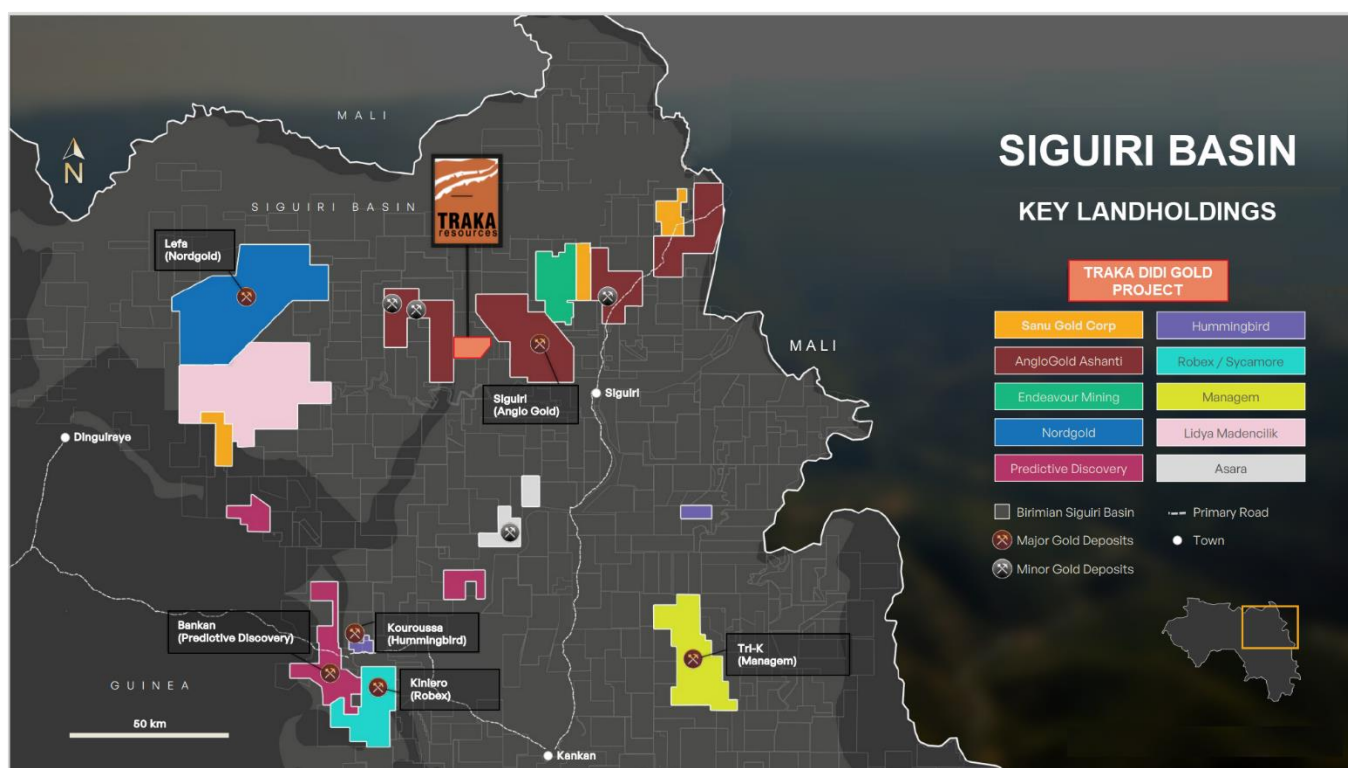 MALI
N
SIGUIRI BASIN
TRAKA
resources
Lefa
(Nordgold)
Siguiri
(Anglo Gold)
Siguiri
MALI
Dinguiraye
Bankan
(Predictive Discovery)
Kouroussa
(Hummingbird)
Kiniero
(Robex)
Tri-K
(Managem)
GUINEA
50 km
Kankan
SIGUIRI BASIN
KEY LANDHOLDINGS
TRAKA DIDI GOLD
PROJECT
Sanu Gold Corp
Hummingbird
AngloGold Ashanti
Robex / Sycamore
Endeavour Mining
Managem
Nordgold
Lidya Madencilik
Predictive Discovery
Asara
Birimian Siguiri Basin
Primary Road
Major Gold Deposits
Town
Minor Gold Deposits